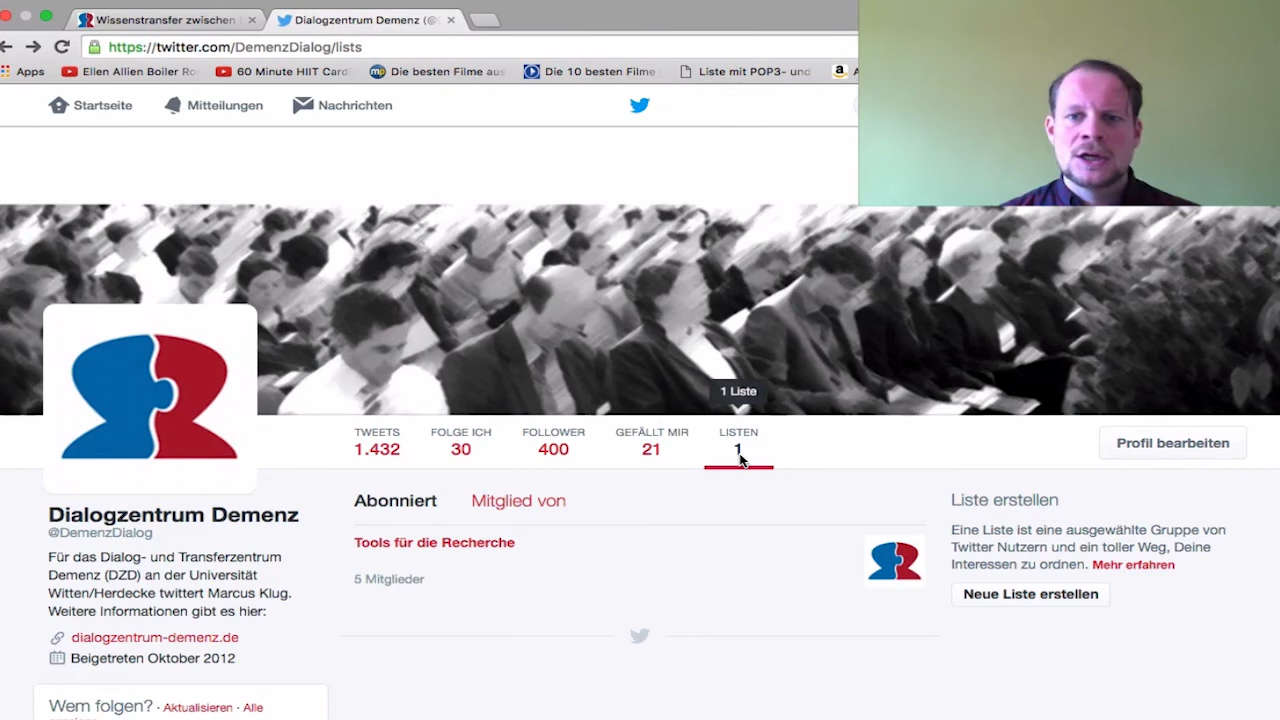 Wissenstransfer zwischen
Dialogzentrum Demenz (@
https://twitter.com/DemenzDialog/lists
Apps
Ellen Allien Boiler Ro
60 Minute HIIT Card
Die besten Filme aus
Die 10 besten Filme
Liste mit POP3- und
Startseite
Mitteilungen
Nachrichten
1 Liste
TWEETS
1.432
FOLGE ICH
30
FOLLOWER
400
GEFÄLLT MIR
21
LISTEN
1
Profil bearbeiten
Dialogzentrum Demenz
@DemenzDialog
Für das Dialog- und Transferzentrum
Demenz (DZD) an der Universität
Witten/Herdecke twittert Marcus Klug.
Weitere Informationen gibt es hier:
dialogzentrum-demenz.de
Beigetreten Oktober 2012
Wem folgen? · Aktualisieren · Alle
Abonniert
Mitglied von
Tools für die Recherche
5 Mitglieder
Liste erstellen
Eine Liste ist eine ausgewählte Gruppe von
Twitter Nutzern und ein toller Weg, Deine
Interessen zu ordnen. Mehr erfahren
Neue Liste erstellen